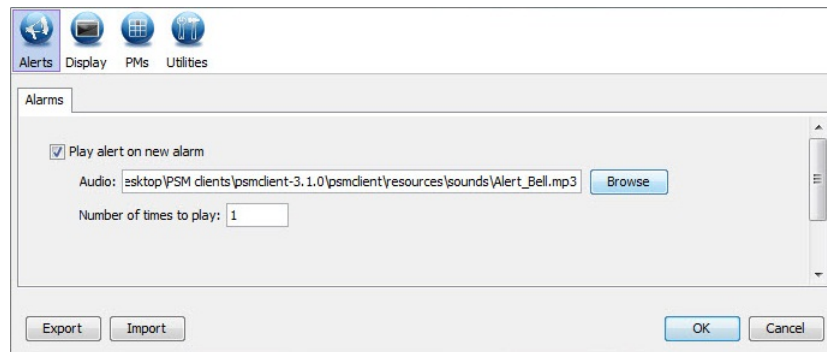 Alerts Display PMs Utilities
Alarms
Play alert on new alarm
Audio: esktop\PSM clients\psmclient-3.1.0\psmclient\resources\sounds\Alert_Bell.mp3 Browse
Number of times to play: 1
Export Import OK Cancel